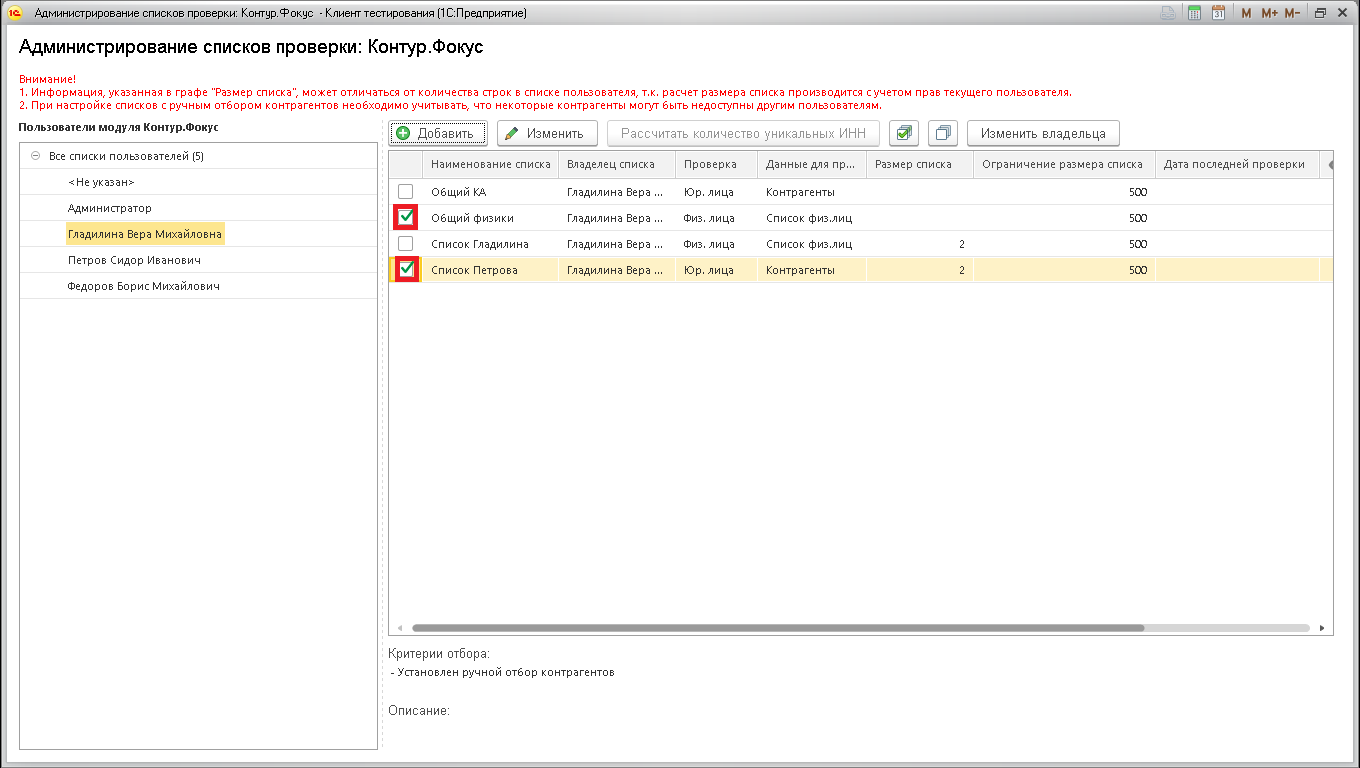 Администрирование списков проверки: Контур.Фокус - Клиент тестирования (1С:Предприятие)
31 M M+ M-
Администрирование списков проверки: Контур.Фокус
Внимание!
1. Информация, указанная в графе "Размер списка", может отличаться от количества строк в списке пользователя, т.к. расчет размера списка производится с учетом прав текущего пользователя.
2. При настройке списков с ручным отбором контрагентов необходимо учитывать, что некоторые контрагенты могут быть недоступны другим пользователям.
Пользователи модуля Контур.Фокус
Все списки пользователей (5)
<Не указан>
Администратор
Гладилина Вера Михайловна
Петров Сидор Иванович
Федоров Борис Михайлович
Добавить Изменить Рассчитать количество уникальных ИНН Изменить владельца
Наименование списка Владелец списка Проверка Данные для пр... Размер списка Ограничение размера списка Дата последней проверки
Общий КА Гладилина Вера ... Юр. лица Контрагенты 500
Общий физики Гладилина Вера ... Физ. лица Список физ.лиц 500
Список Гладилина Гладилина Вера ... Физ. лица Список физ.лиц 2 500
Список Петрова Гладилина Вера ... Юр. лица Контрагенты 2 500
Критерии отбора:
- Установлен ручной отбор контрагентов
Описание: